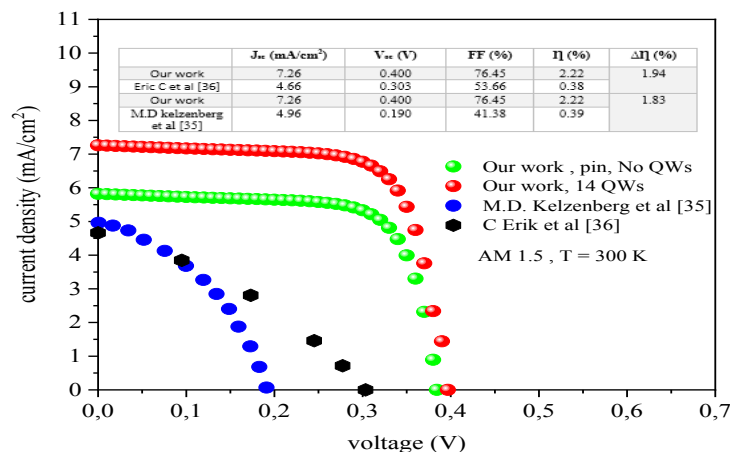 11
10
9
8
7
6
5
4
3
2
1
0
current density (mA/cm²)
Jsc (mA/cm²) Voc (V) FF (%) Ƞ (%) ΔȠ (%)
Our work 7.26 0.400 76.45 2.22 1.94
Eric C et al [36] 4.66 0.303 53.66 0.38
Our work 7.26 0.400 76.45 2.22 1.83
M.D kelzenberg et al [35] 4.96 0.190 41.38 0.39
Our work , pin, No QWs
Our work, 14 QWs
M.D. Kelzenberg et al [35]
C Erik et al [36]
AM 1.5 , T = 300 K
0,0 0,1 0,2 0,3 0,4 0,5 0,6 0,7
voltage (V)